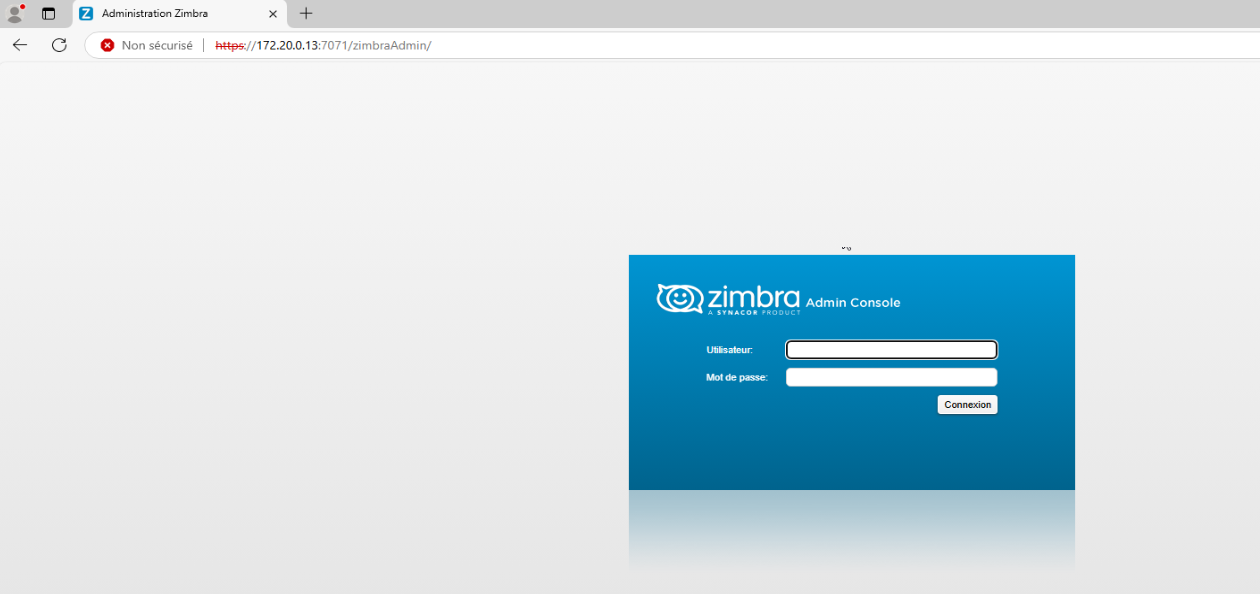 Administration Zimbra
Non sécurisé https://172.20.0.13:7071/zimbraAdmin/
zimbra Admin Console
A SYNACOR PRODUCT
Utilisateur:
Mot de passe:
Connexion